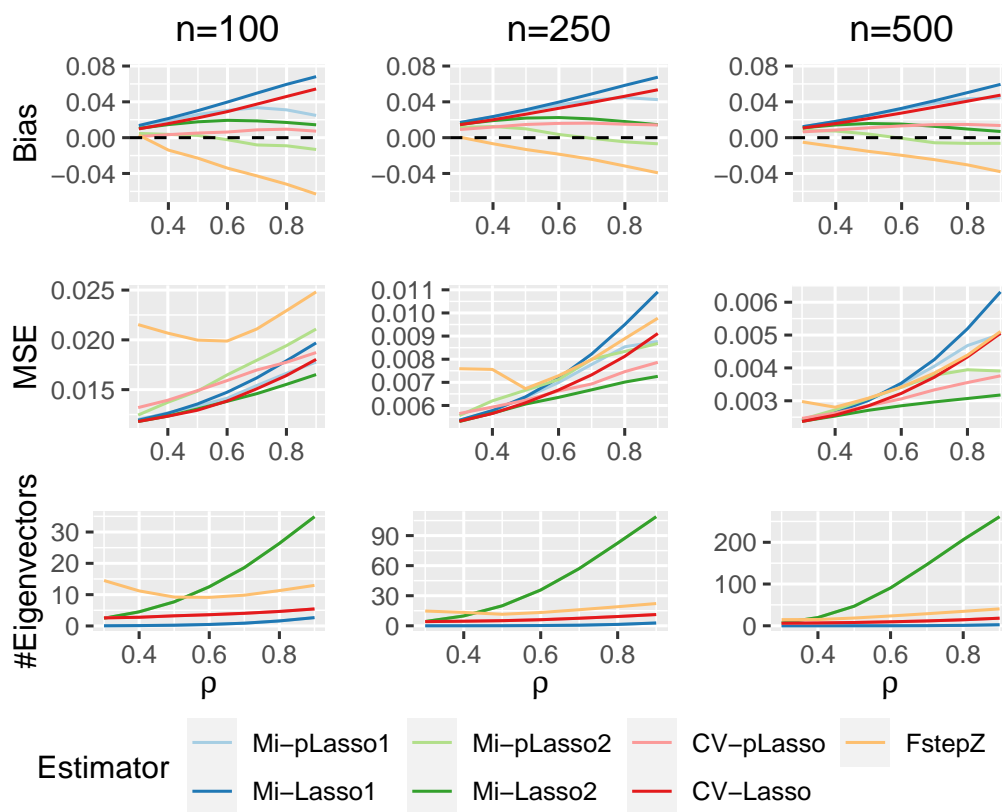 n=100 n=250 n=500
Bias
0.08 0.08 0.08
0.04 0.04 0.04
0.00 0.00 0.00
−0.04 −0.04 −0.04
0.4 0.6 0.8 0.4 0.6 0.8 0.4 0.6 0.8
MSE
0.025
0.015
0.011
0.010
0.009
0.008
0.007
0.006
0.006
0.005
0.004
0.003
0.4 0.6 0.8 0.4 0.6 0.8 0.4 0.6 0.8
#Eigenvectors
30
20
10
0
90
60
30
0
200
100
0
0.4 0.6 0.8 0.4 0.6 0.8 0.4 0.6 0.8
ρ ρ ρ
Estimator
Mi−pLasso1 Mi−pLasso2 CV−pLasso FstepZ
Mi−Lasso1 Mi−Lasso2 CV−Lasso